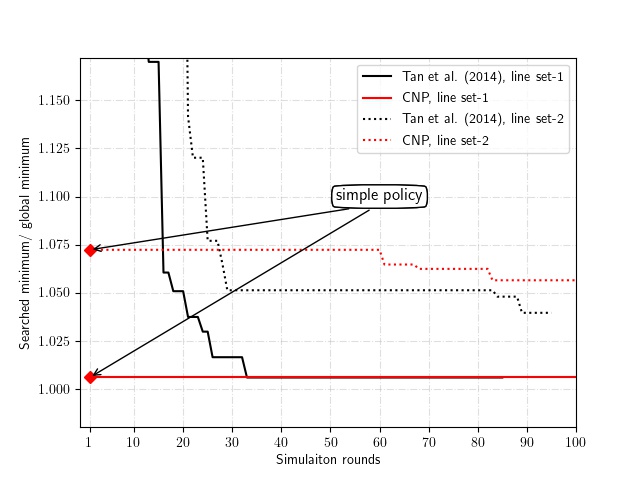 Tan et al. (2014), line set-1
CNP, line set-1
Tan et al. (2014), line set-2
CNP, line set-2
simple policy
Searched minimum/ global minimum
1.150
1.125
1.100
1.075
1.050
1.025
1.000
1 10 20 30 40 50 60 70 80 90 100
Simulaiton rounds